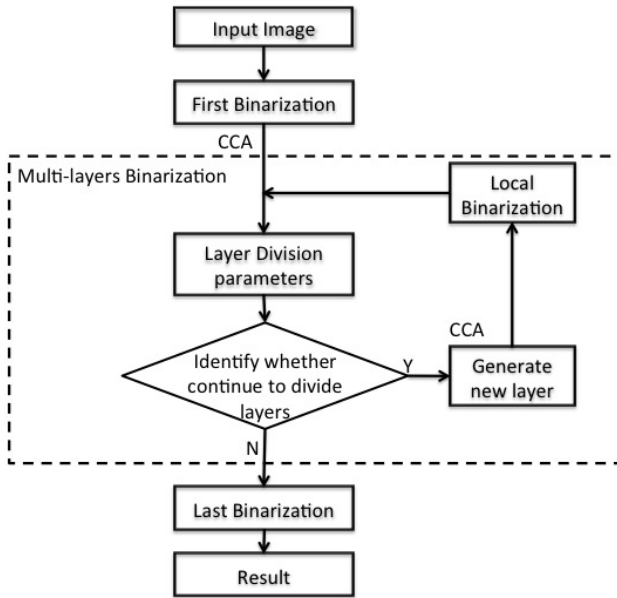 Input Image
First Binarization
CCA
Multi-layers Binarization
Local
Binarization
Layer Division
parameters
CCA
Identify whether
continue to divide
layers
Y
Generate
new layer
N
Last Binarization
Result